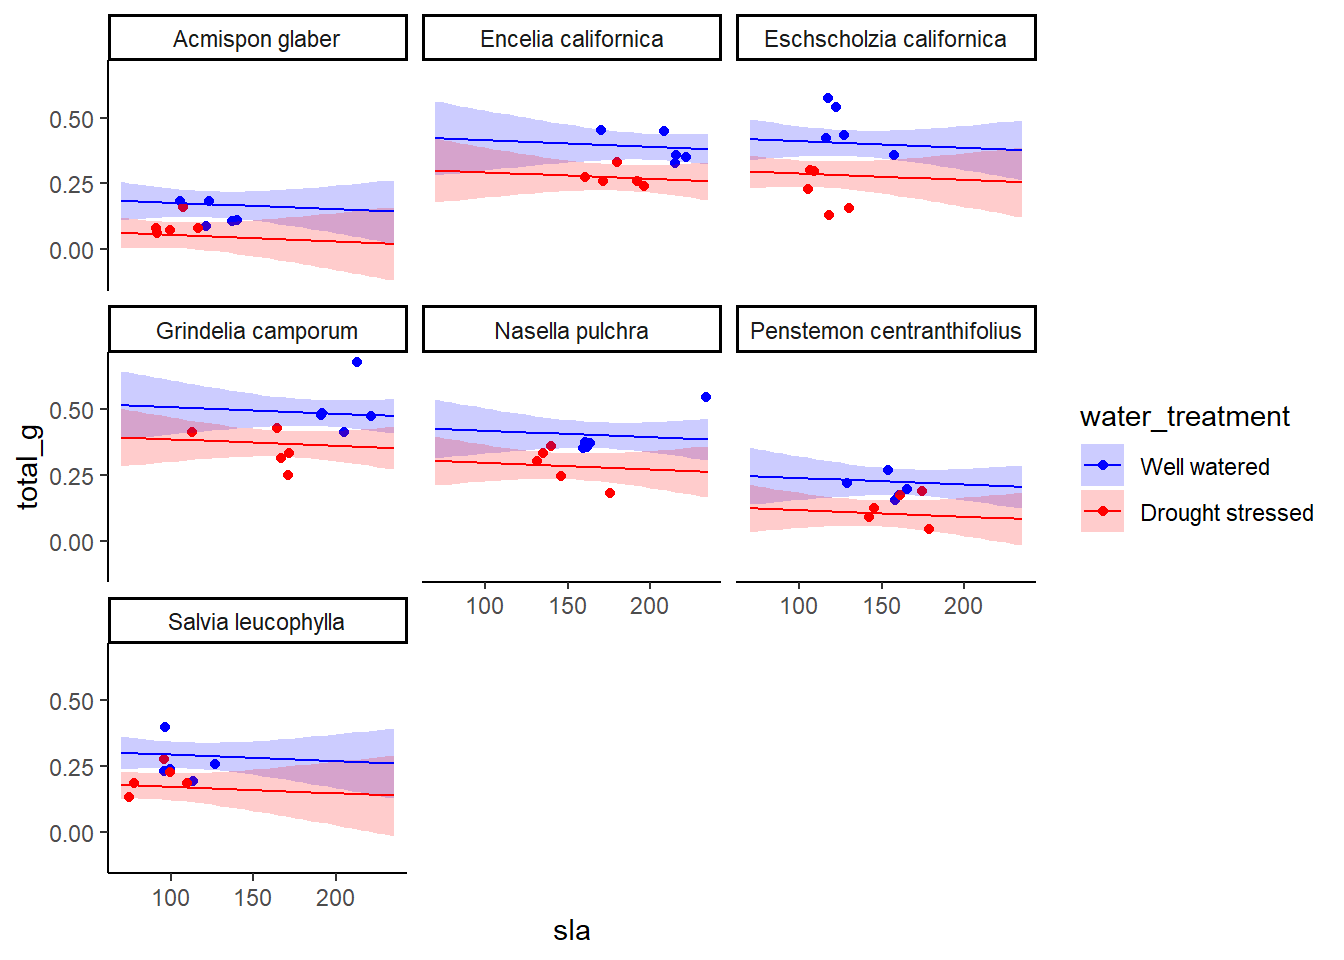 Acmispon glaber
Encelia californica
Eschscholzia californica
0.50
0.25
0.00
Grindelia camporum
Nasella pulchra
Penstemon centranthifolius
0.50
0.25
0.00
100 150 200
100 150 200
Salvia leucophylla
0.50
0.25
0.00
100 150 200
sla
total_g
water_treatment
Well watered
Drought stressed